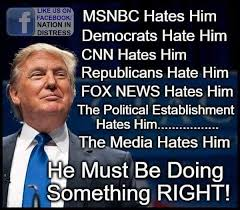 LIKE US ON
FACEBOOK
NATION IN
DISTRESS
MSNBC Hates Him
Democrats Hate Him
CNN Hates Him
Republicans Hate Him
FOX NEWS Hates Him
The Political Establishment
Hates Him.................
The Media Hates Him
He Must Be Doing
Something RIGHT!